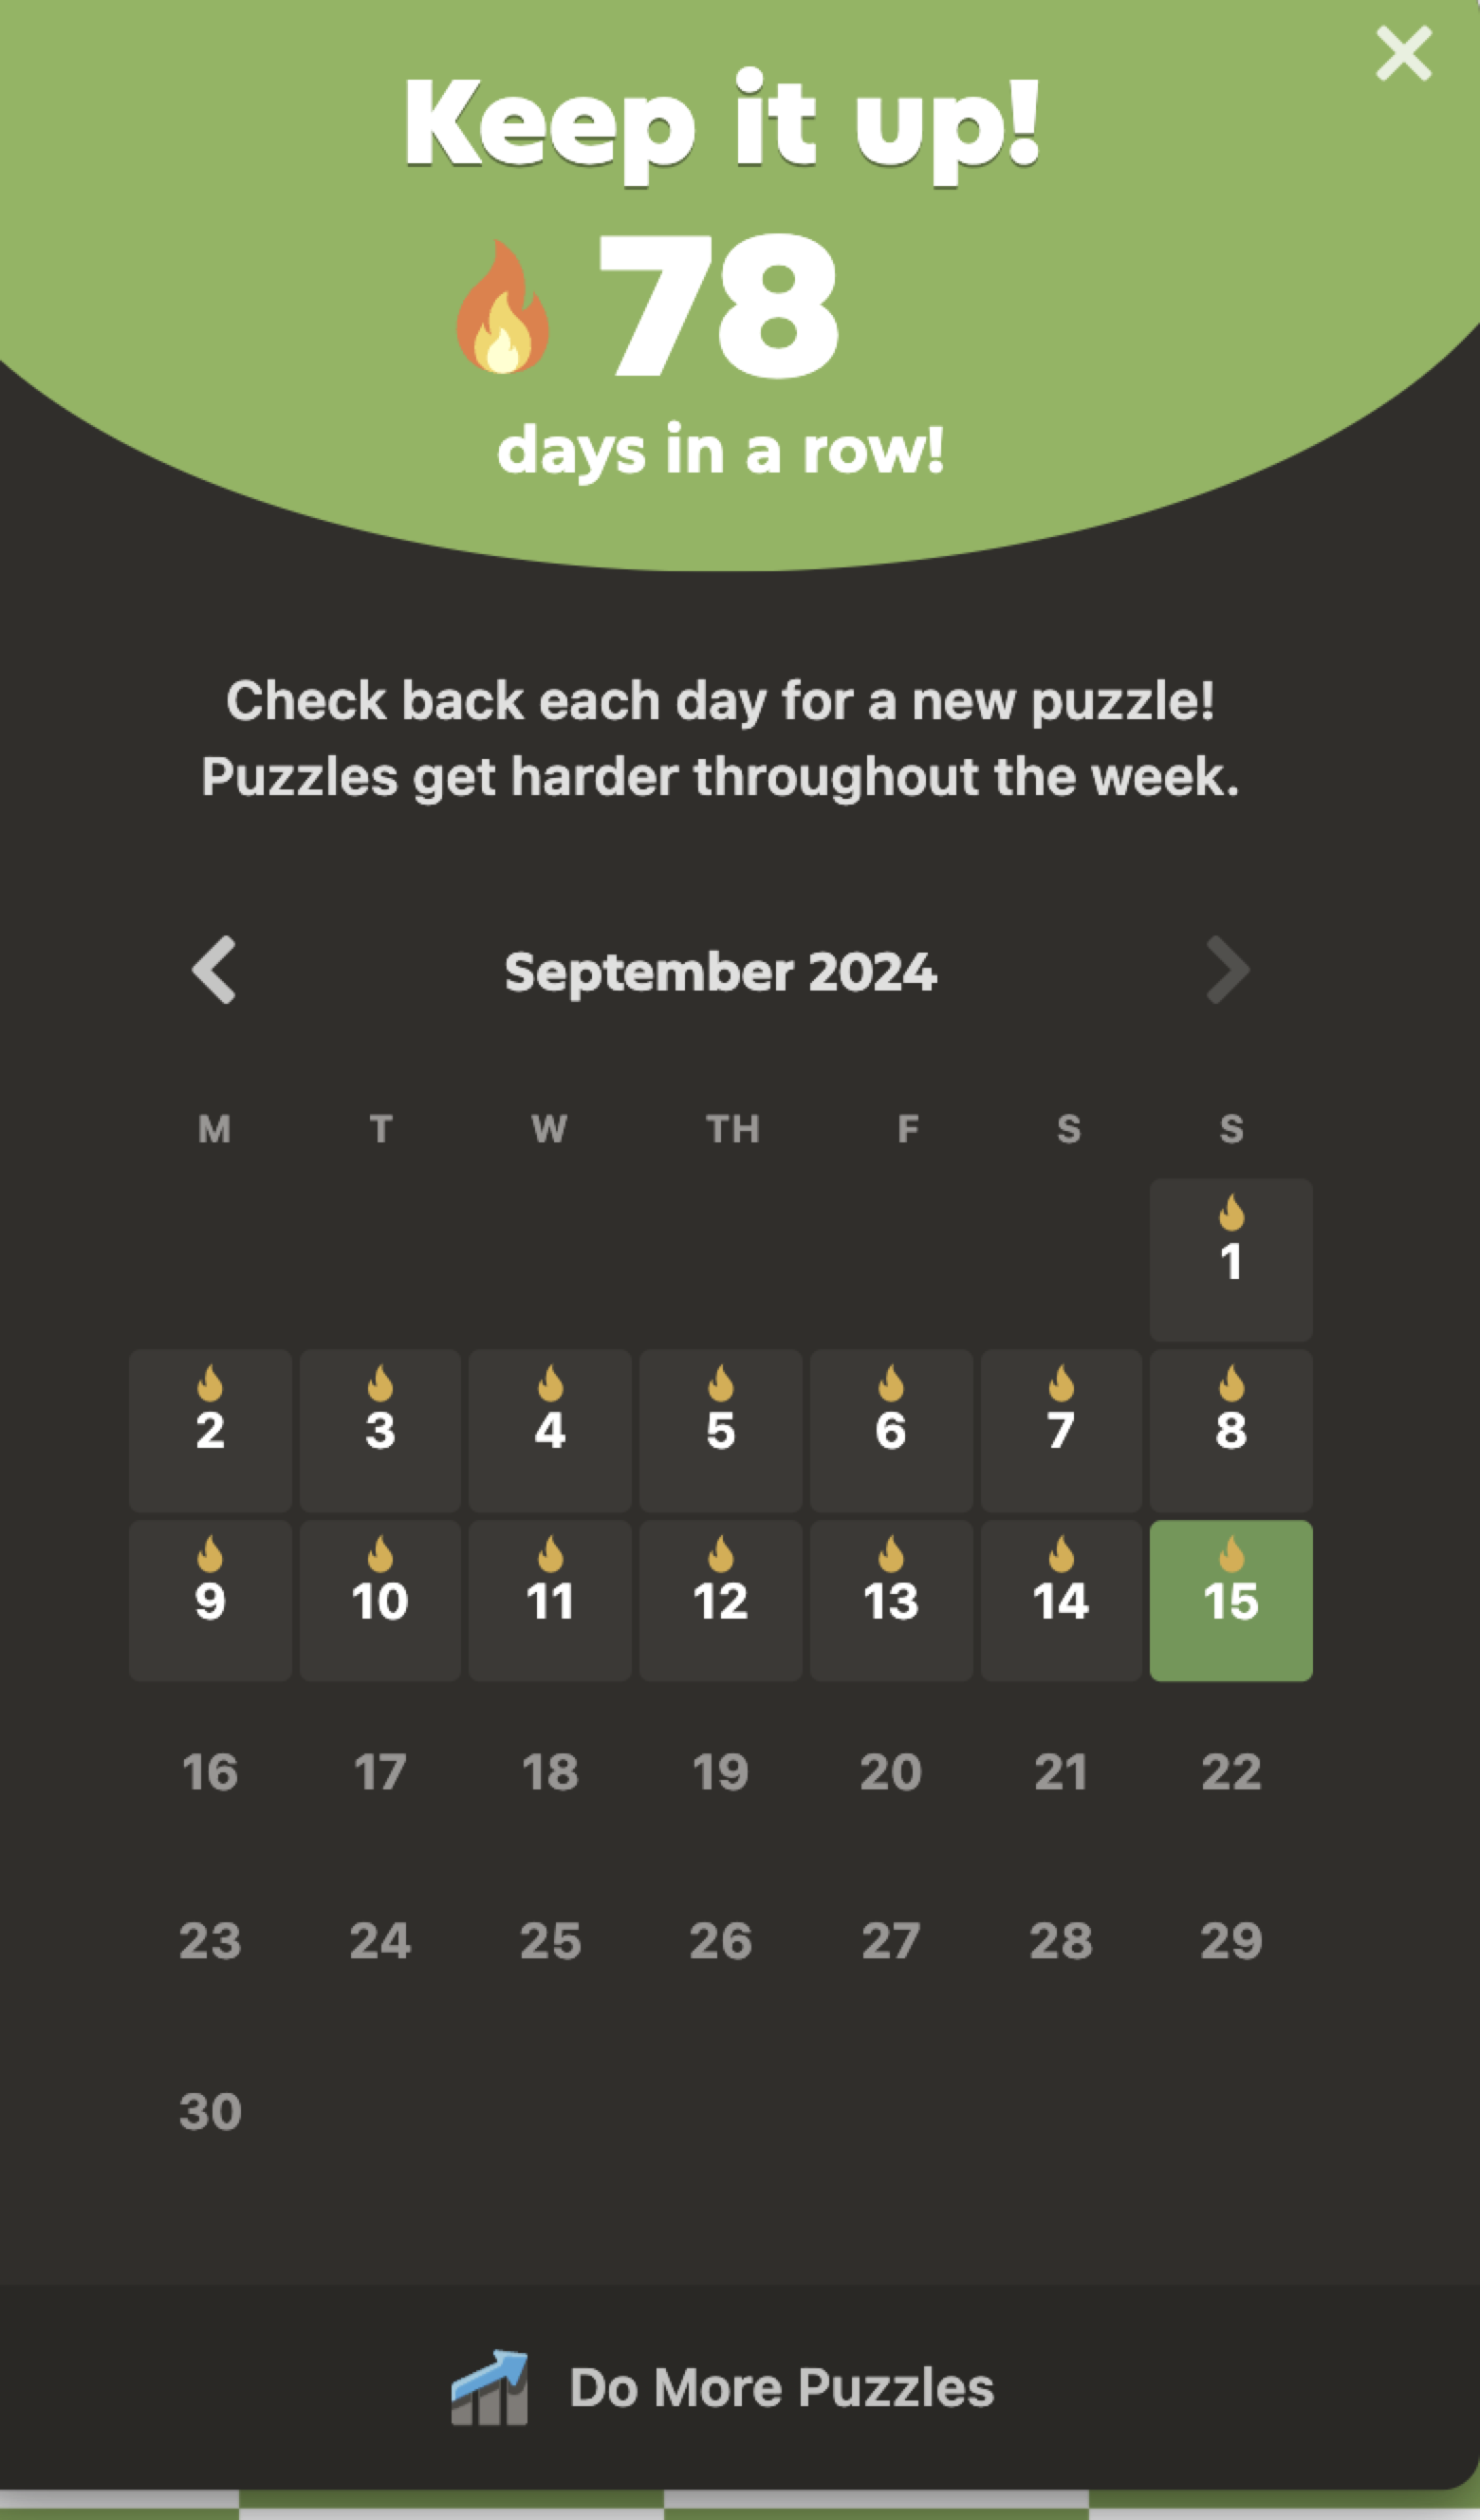 Keep it up!
78
days in a row!
Check back each day for a new puzzle!
Puzzles get harder throughout the week.
September 2024
M T W TH F S S
1
2 3 4 5 6 7 8
9 10 11 12 13 14 15
16 17 18 19 20 21 22
23 24 25 26 27 28 29
30
Do More Puzzles